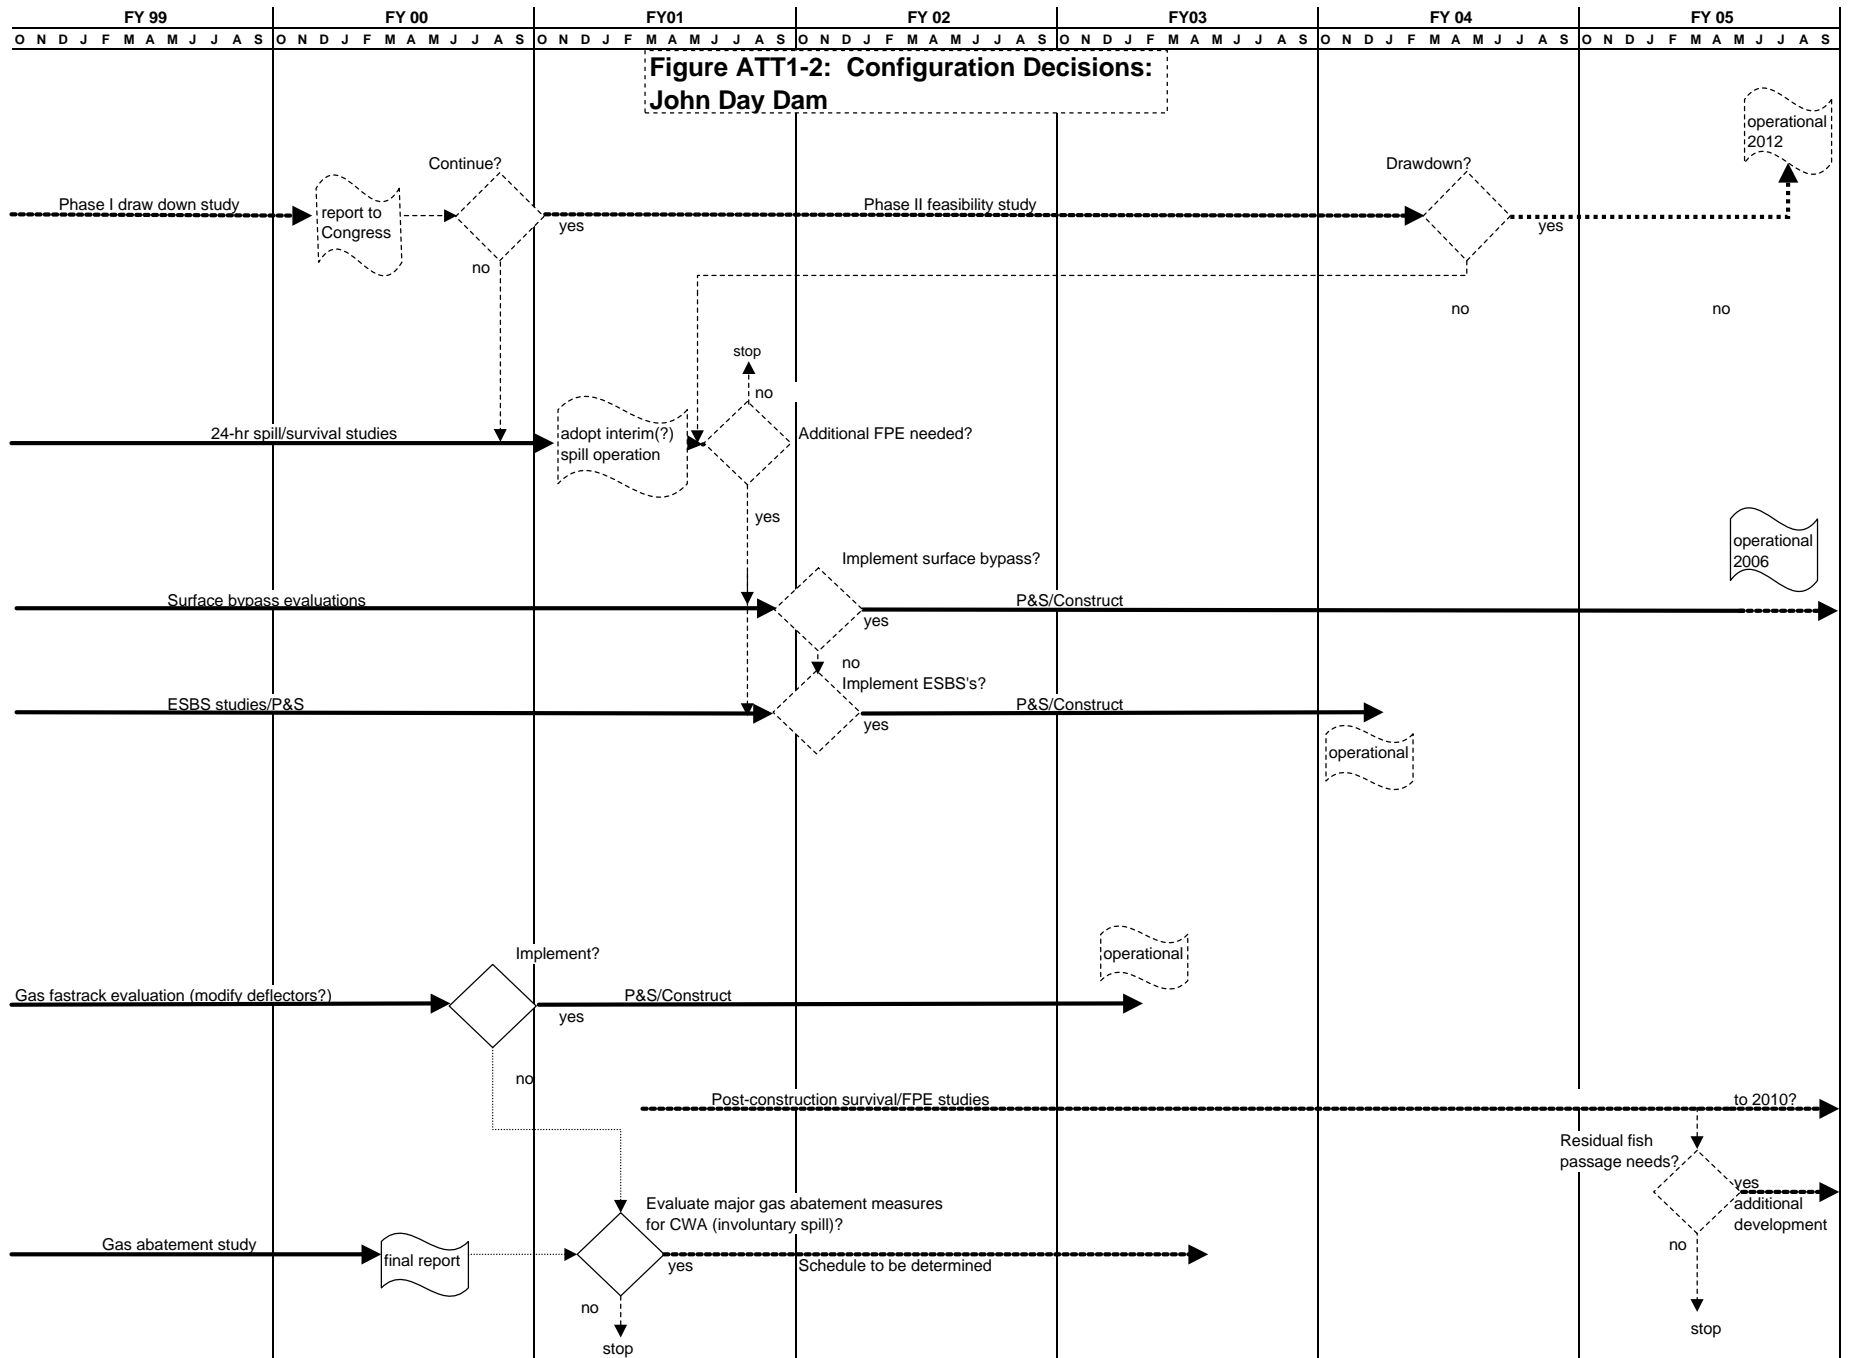 FY 99 FY 00 FY01 FY 02 FY03 FY 04 FY 05
O N D J F M A M J J A S O N D J F M A M J J A S O N D J F M A M J J A S O N D J F M A M J J A S O N D J F M A M J J A S O N D J F M A M J J A S O N D J F M A M J J A S
Figure ATT1-2: Configuration Decisions:
John Day Dam
operational
2012
Continue?
Drawdown?
Phase I draw down study
report to
Congress
yes
no
Phase II feasibility study
yes
no
no
stop
no
24-hr spill/survival studies
adopt interim(?)
spill operation
Additional FPE needed?
yes
operational
2006
Implement surface bypass?
Surface bypass evaluations
P&S/Construct
yes
no
Implement ESBS's?
ESBS studies/P&S
P&S/Construct
yes
operational
operational
Implement?
Gas fastrack evaluation (modify deflectors?)
P&S/Construct
yes
no
Post-construction survival/FPE studies
to 2010?
Residual fish
passage needs?
yes
additional
development
no
stop
Evaluate major gas abatement measures
for CWA (involuntary spill)?
Gas abatement study
final report
yes
Schedule to be determined
no
stop